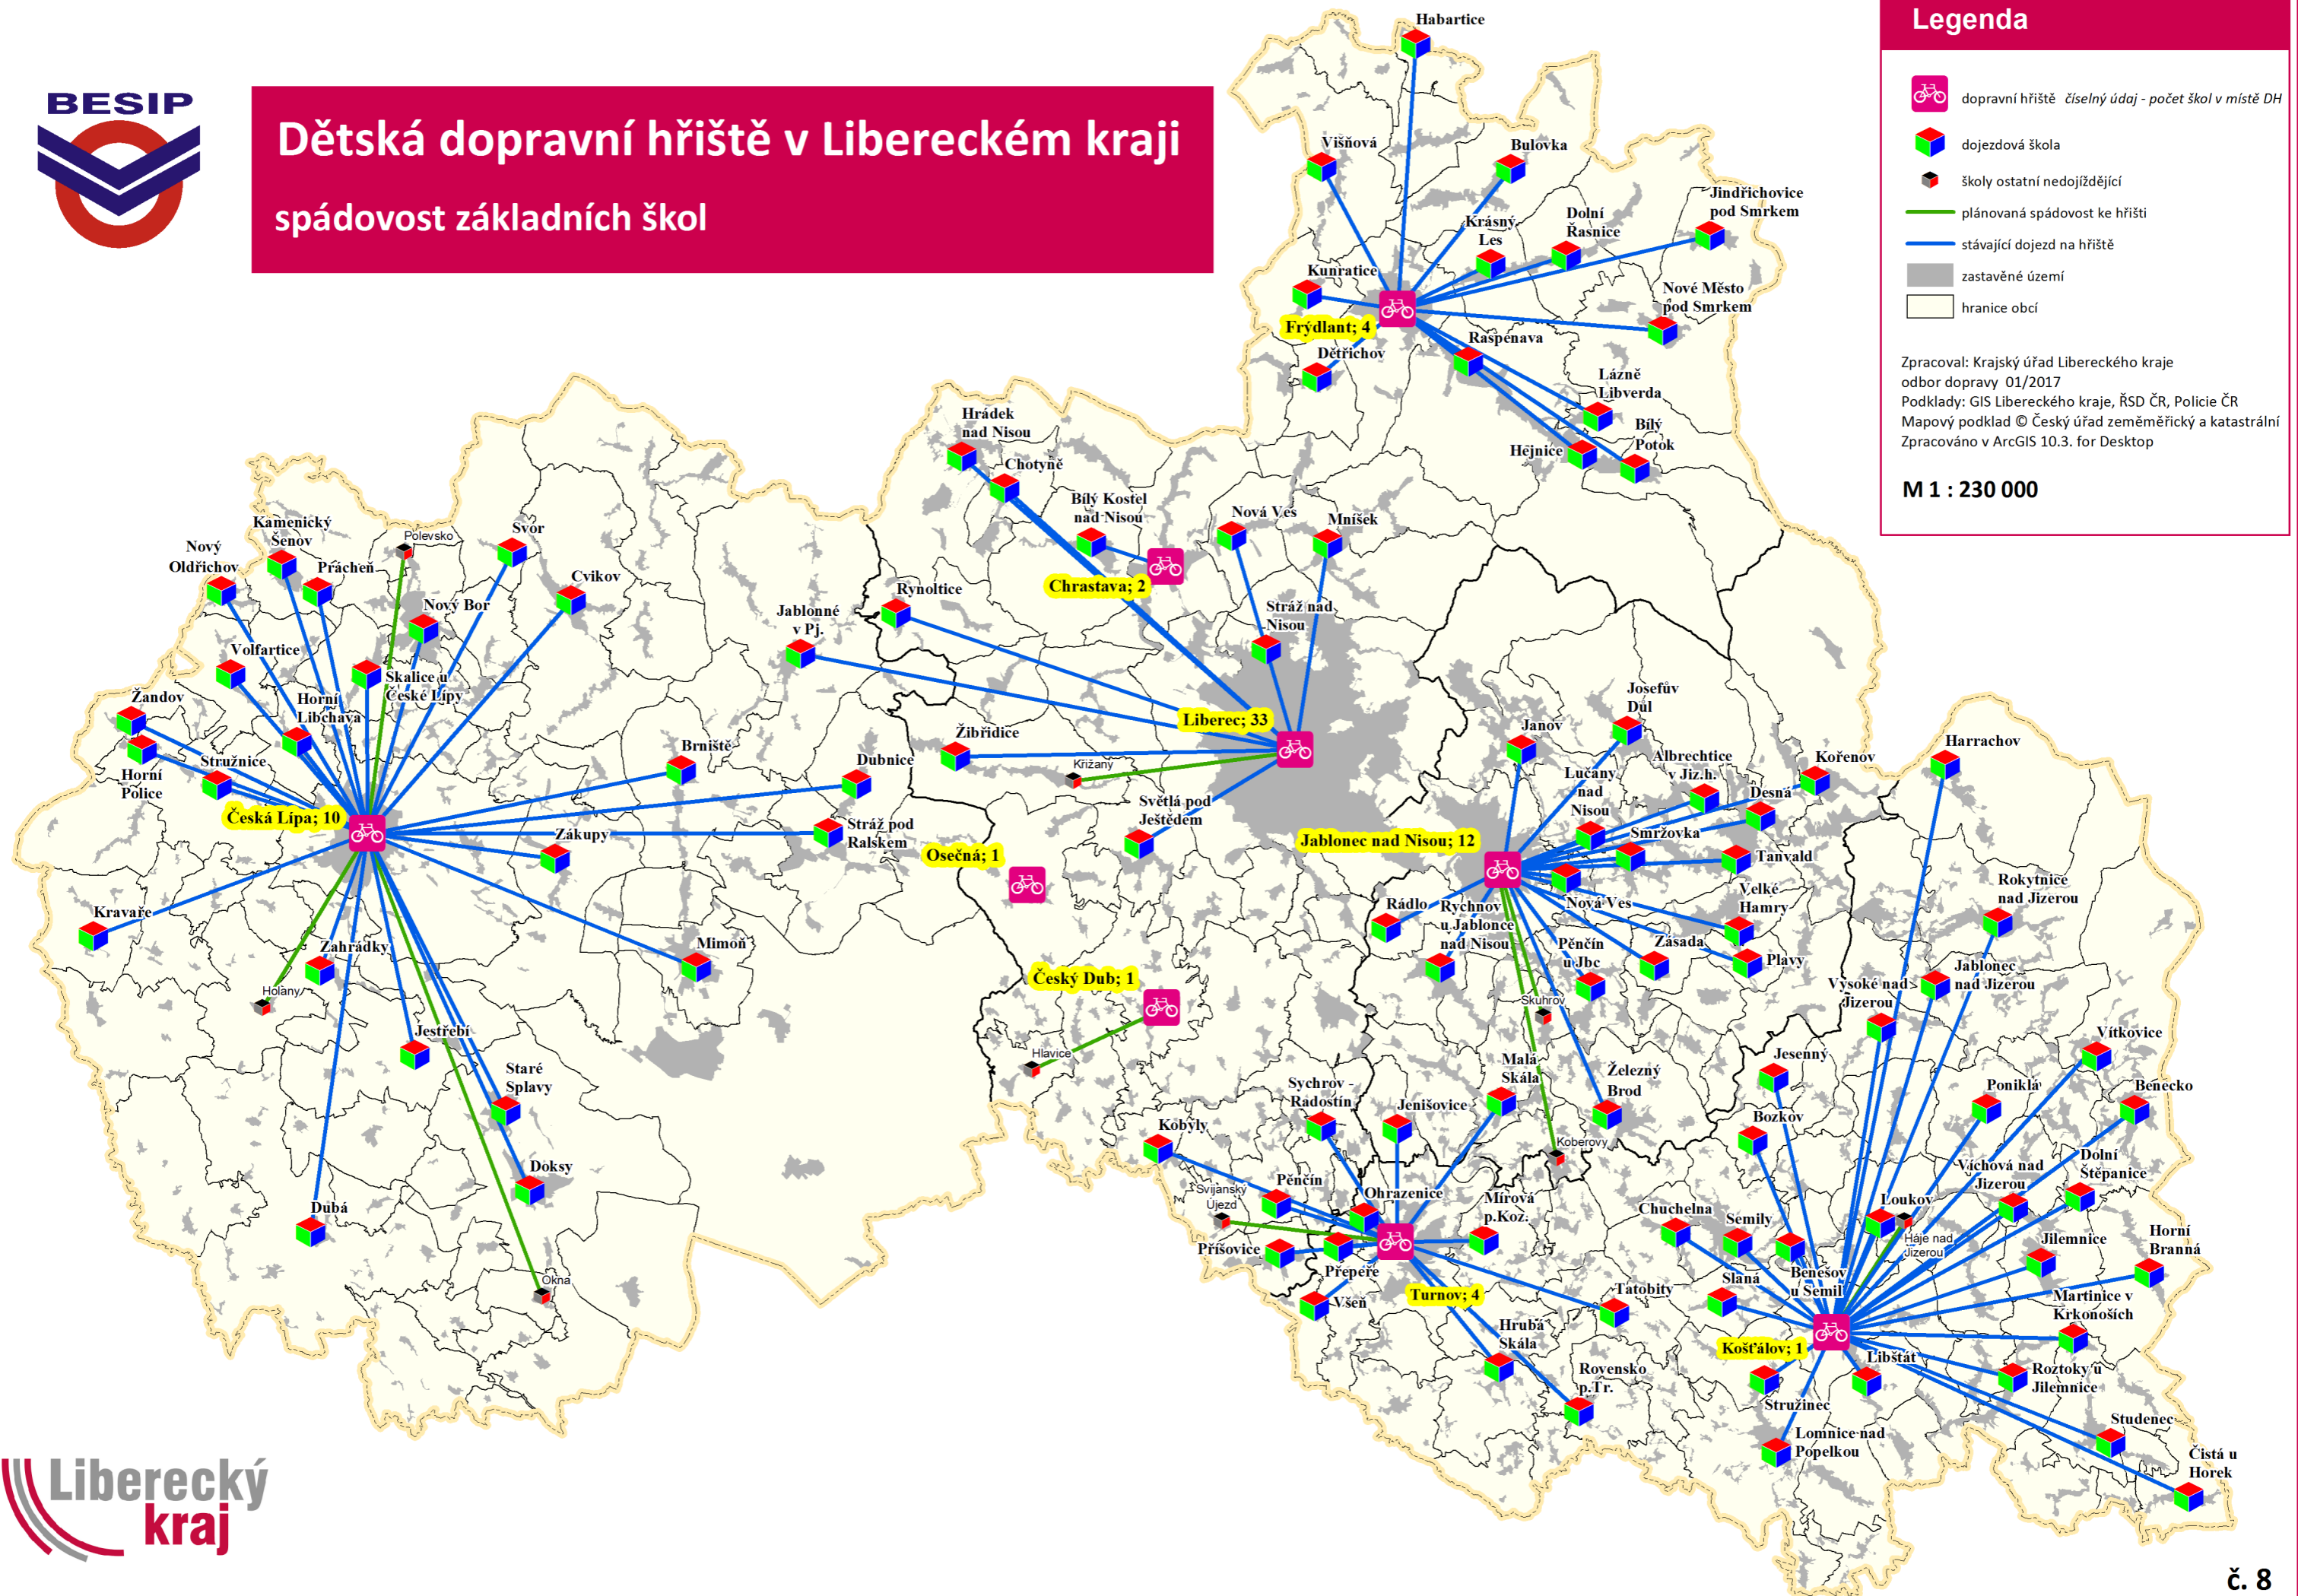 BESIP
Dětská dopravní hřiště v Libereckém kraji
spádovost základních škol
Legenda
dopravní hřiště číselný údaj - počet škol v místě DH
dojezdová škola
školy ostatní nedojíždějící
plánovaná spádovost ke hřišti
stávající dojezd na hřiště
zastavěné území
hranice obcí
Zpracoval: Krajský úřad Libereckého kraje
odbor dopravy 01/2017
Podklady: GIS Libereckého kraje, ŘSD ČR, Policie ČR
Mapový podklad © Český úřad zeměměřický a katastrální
Zpracováno v ArcGIS 10.3. for Desktop
M 1 : 230 000
Habartice
Višňová
Bulovka
Jindřichovice
pod Smrkem
Krásný
Les
Dolní
Řasnice
Kunratice
Nové Město
pod Smrkem
Frýdlant; 4
Raspenava
Dětřichov
Lázně
Libverda
Bílý
Potok
Hejnice
Hrádek
nad Nisou
Chotyně
Bílý Kostel
nad Nisou
Nová Ves
Mníšek
Chrastava; 2
Rynoltice
Stráž nad
Nisou
Jablonné
v Pj.
Liberec; 33
Žibřidice
Křižany
Světlá pod
Ještědem
Osečná; 1
Český Dub; 1
Hlavice
Kamenický
Šenov
Nový
Oldřichov
Prácheň
Polevsko
Svor
Cvikov
Nový Bor
Volfartice
Skalice u
České Lípy
Žandov
Horní
Libchava
Horní
Police
Stružnice
Česká Lípa; 10
Brniště
Dubnice
Stráž pod
Ralskem
Zákupy
Kravaře
Zahrádky
Mimoň
Holany
Jestřebí
Staré
Splavy
Doksy
Dubá
Okna
Janov
Josefův
Důl
Albrechtice
v Jiz.h.
Kořenov
Lučany
nad
Nisou
Desná
Smržovka
Jablonec nad Nisou; 12
Tanvald
Velké
Hamry
Nová Ves
Rádlo
Rychnov
u Jablonce
nad Nisou
Pěnčín
u Jbc
Zásada
Plavy
Skuhrov
Malá
Skála
Železný
Brod
Koberovy
Harrachov
Rokytnice
nad Jizerou
Jablonec
nad Jizerou
Vysoké nad
Jizerou
Vítkovice
Jesenný
Poniklá
Benecko
Bozkov
Dolní
Štěpanice
Víchová nad
Jizerou
Loukov
Háje nad
Jizerou
Chuchelna
Semily
Jilemnice
Horní
Branná
Benešov
u Semil
Slaná
Martinice v
Krkonoších
Košťálov; 1
Libštát
Roztoky u
Jilemnice
Stružinec
Lomnice nad
Popelkou
Studenec
Čistá u
Horek
Sychrov -
Radostín
Jenišovice
Kobyly
Pěnčín
Svijanský
Újezd
Ohrazenice
Mírová
p.Koz.
Příšovice
Přepeře
Všeň
Turnov; 4
Tatobity
Hrubá
Skála
Rovensko
p.Tr.
Liberecký
kraj
č. 8